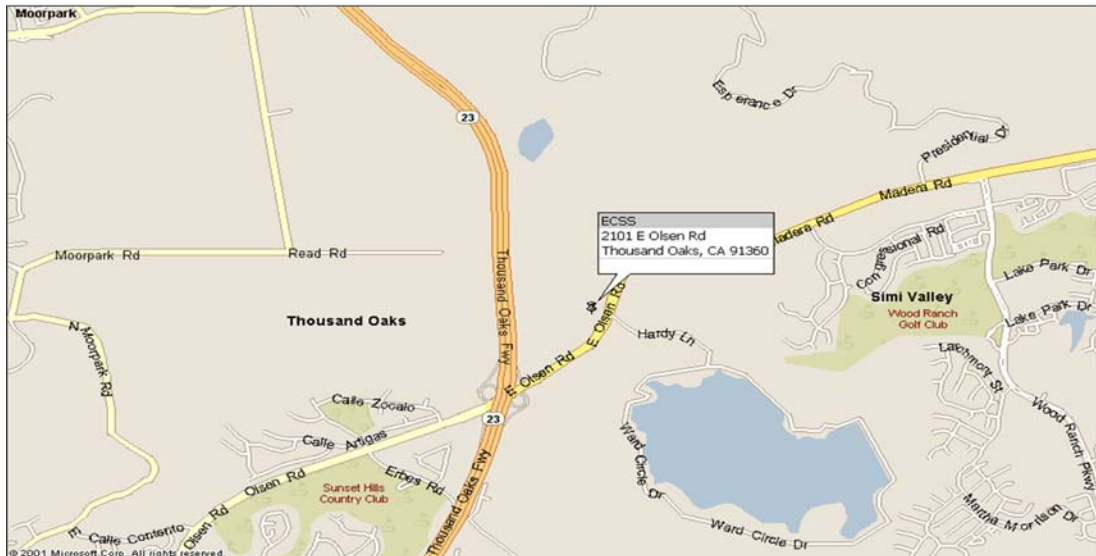 Moorpark
23
Esperance Dr
Presidential Dr
Madera Rd
Madera Rd
ECSS
2101 E Olsen Rd
Thousand Oaks, CA 91360
Congressional Rd
Moorpark Rd
Read Rd
Thousand Oaks Fwy
Lake Park Dr
Simi Valley
Wood Ranch
Golf Club
Lake Park Dr
Thousand Oaks
E Olsen Rd
Hardy Ln
Larchmont St
N Moorpark Rd
E Olsen Rd
Calle Zocalo
23
Wood Ranch Pkwy
Calle Artigas
Ward Circle Dr
Erbes Rd
Olsen Rd
Sunset Hills
Country Club
Thousand Oaks Fwy
Martha Morrison Dr
E Calle Contento
Olsen Rd
Ward Circle Dr
© 2001 Microsoft Corp. All rights reserved.